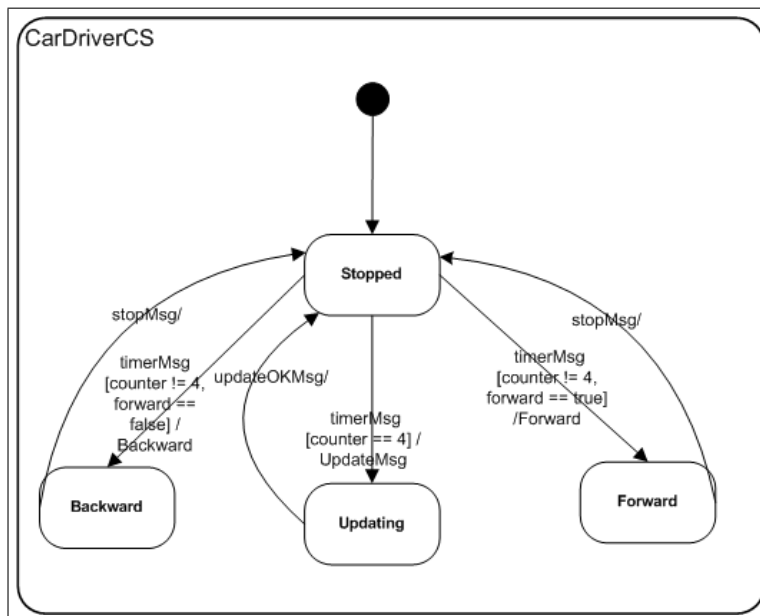 CarDriverCS
Stopped
stopMsg/
stopMsg/
timerMsg
[counter != 4,
forward ==
false] /
Backward
updateOKMsg/
timerMsg
[counter == 4] /
UpdateMsg
timerMsg
[counter != 4,
forward == true]
/Forward
Backward
Updating
Forward